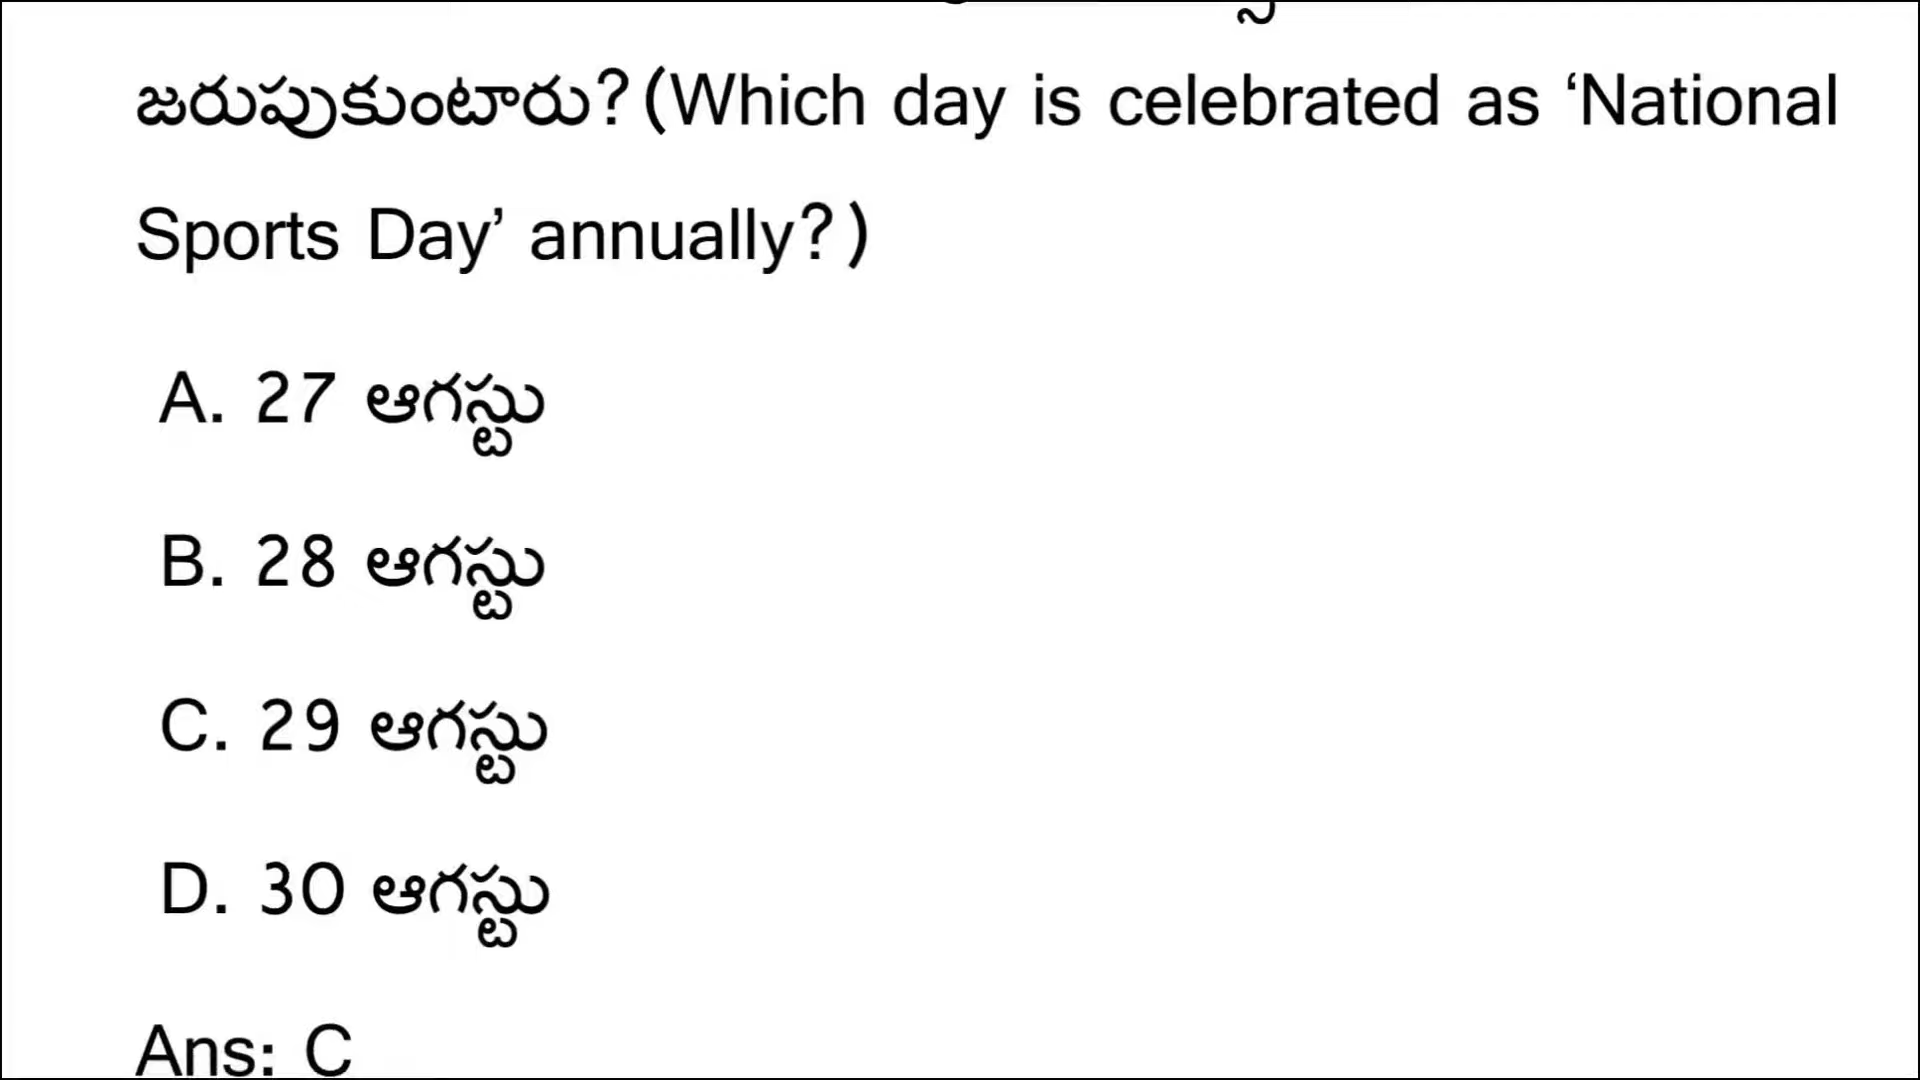 జరుపుకుంటారు?(Which day is celebrated as ‘National
Sports Day’ annually?)
A. 27 ఆగస్టు
B. 28 ఆగస్టు
C. 29 ఆగస్టు
D. 30 ఆగస్టు
Ans: C